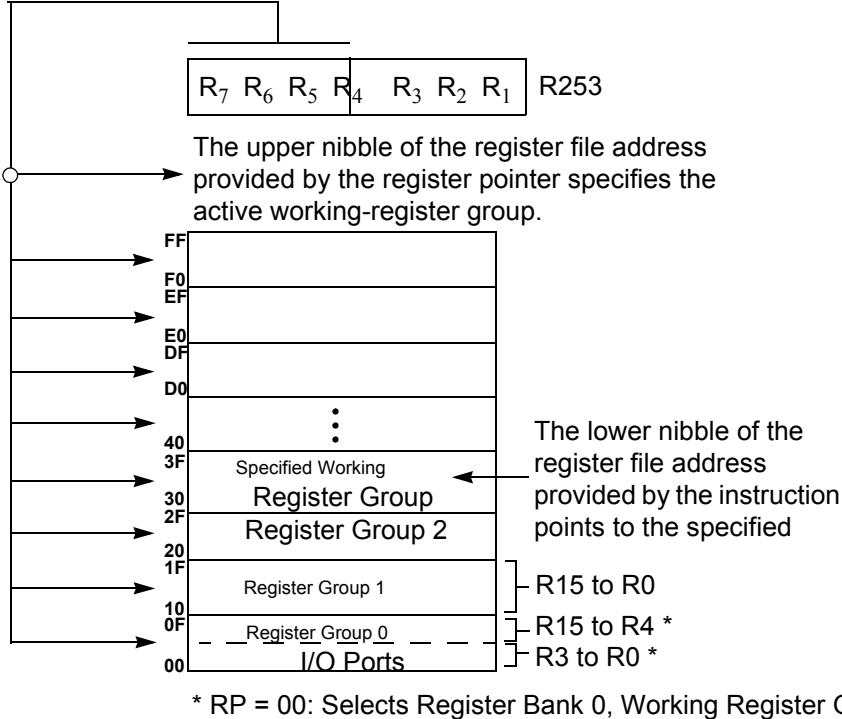 R7 R6 R5 R4 R3 R2 R1 R253
The upper nibble of the register file address
provided by the register pointer specifies the
active working-register group.
FF
F0
EF
E0
DF
D0
40
3F
Specified Working
Register Group
30
The lower nibble of the
register file address
provided by the instruction
points to the specified
2F
Register Group 2
20
1F
Register Group 1
10
R15 to R0
0F
Register Group 0
R15 to R4 *
I/O Ports
00
R3 to R0 *
* RP = 00: Selects Register Bank 0, Working Register